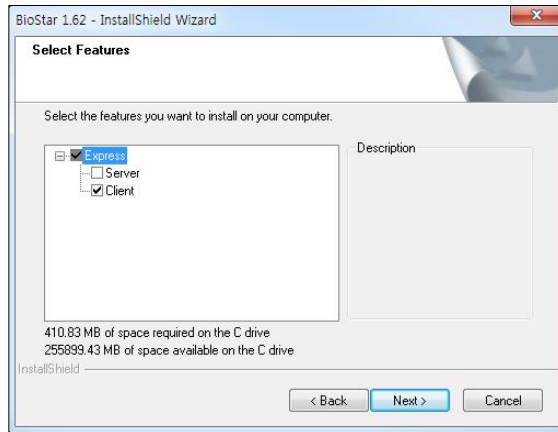 BioStar 1.62 - InstallShield Wizard
Select Features
Select the features you want to install on your computer.
Express
Server
Client
Description
410.83 MB of space required on the C drive
255899.43 MB of space available on the C drive
InstallShield
< Back
Next >
Cancel